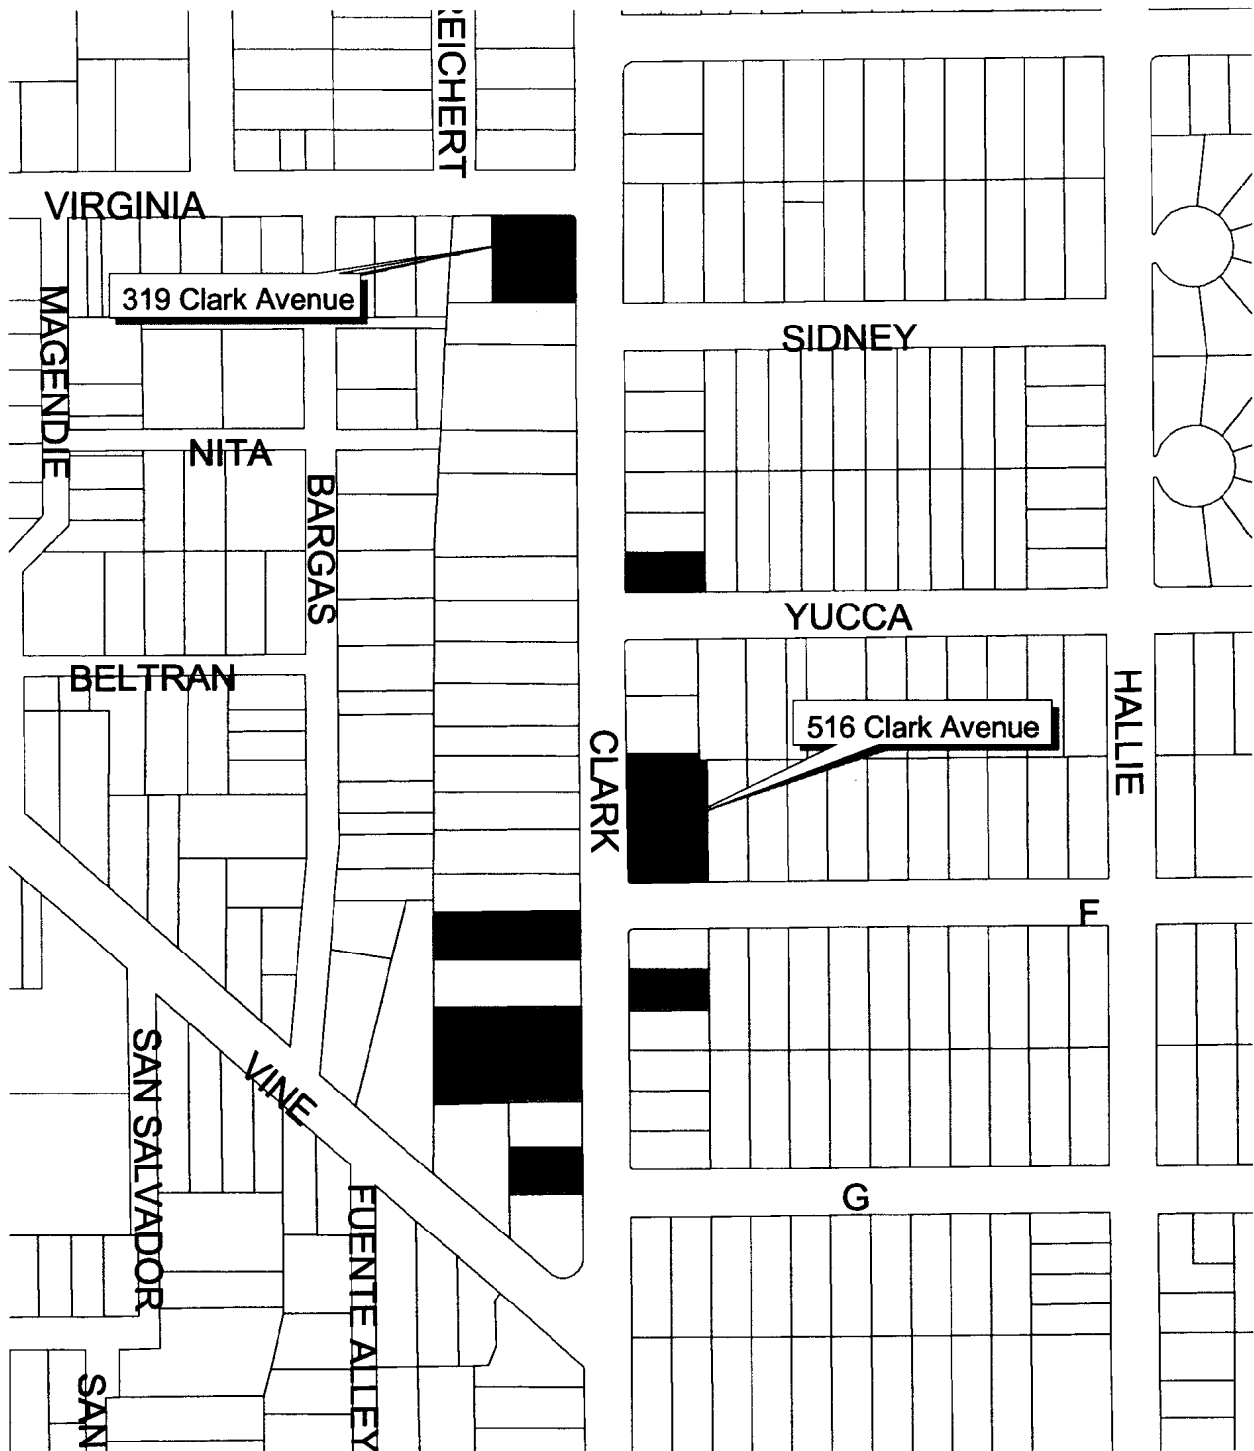 REICHERT
VIRGINIA
319 Clark Avenue
MAGENDIE
SIDNEY
NITA
BARGAS
YUCCA
BELTRAN
HALLIE
516 Clark Avenue
CLARK
F
SAN SALVADOR
VINE
G
FUENTE ALLEY
SAN